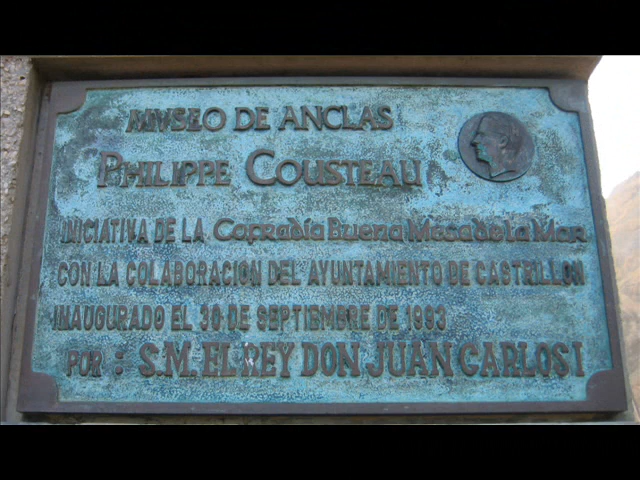 MVSEO DE ANCLAS
PHILIPPE COUSTEAU
INICIATIVA DE LA Cofradía Buena Mesa de la Mar
CON LA COLABORACION DEL AYUNTAMIENTO DE CASTRILLON
INAUGURADO EL 30 DE SEPTIEMBRE DE 1993
POR : S.M. EL REY DON JUAN CARLOS I